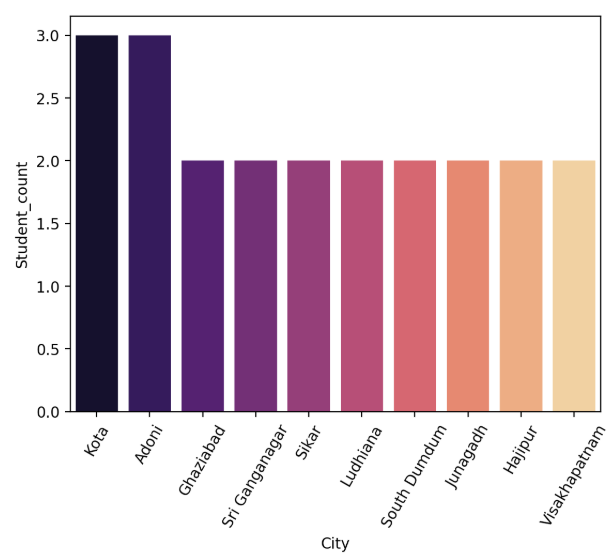 3.0
2.5
2.0
1.5
1.0
0.5
0.0
Student_count
Kota
Adoni
Ghaziabad
Sri Ganganagar
Sikar
Ludhiana
South Dumdum
Junagadh
Hajipur
Visakhapatnam
City